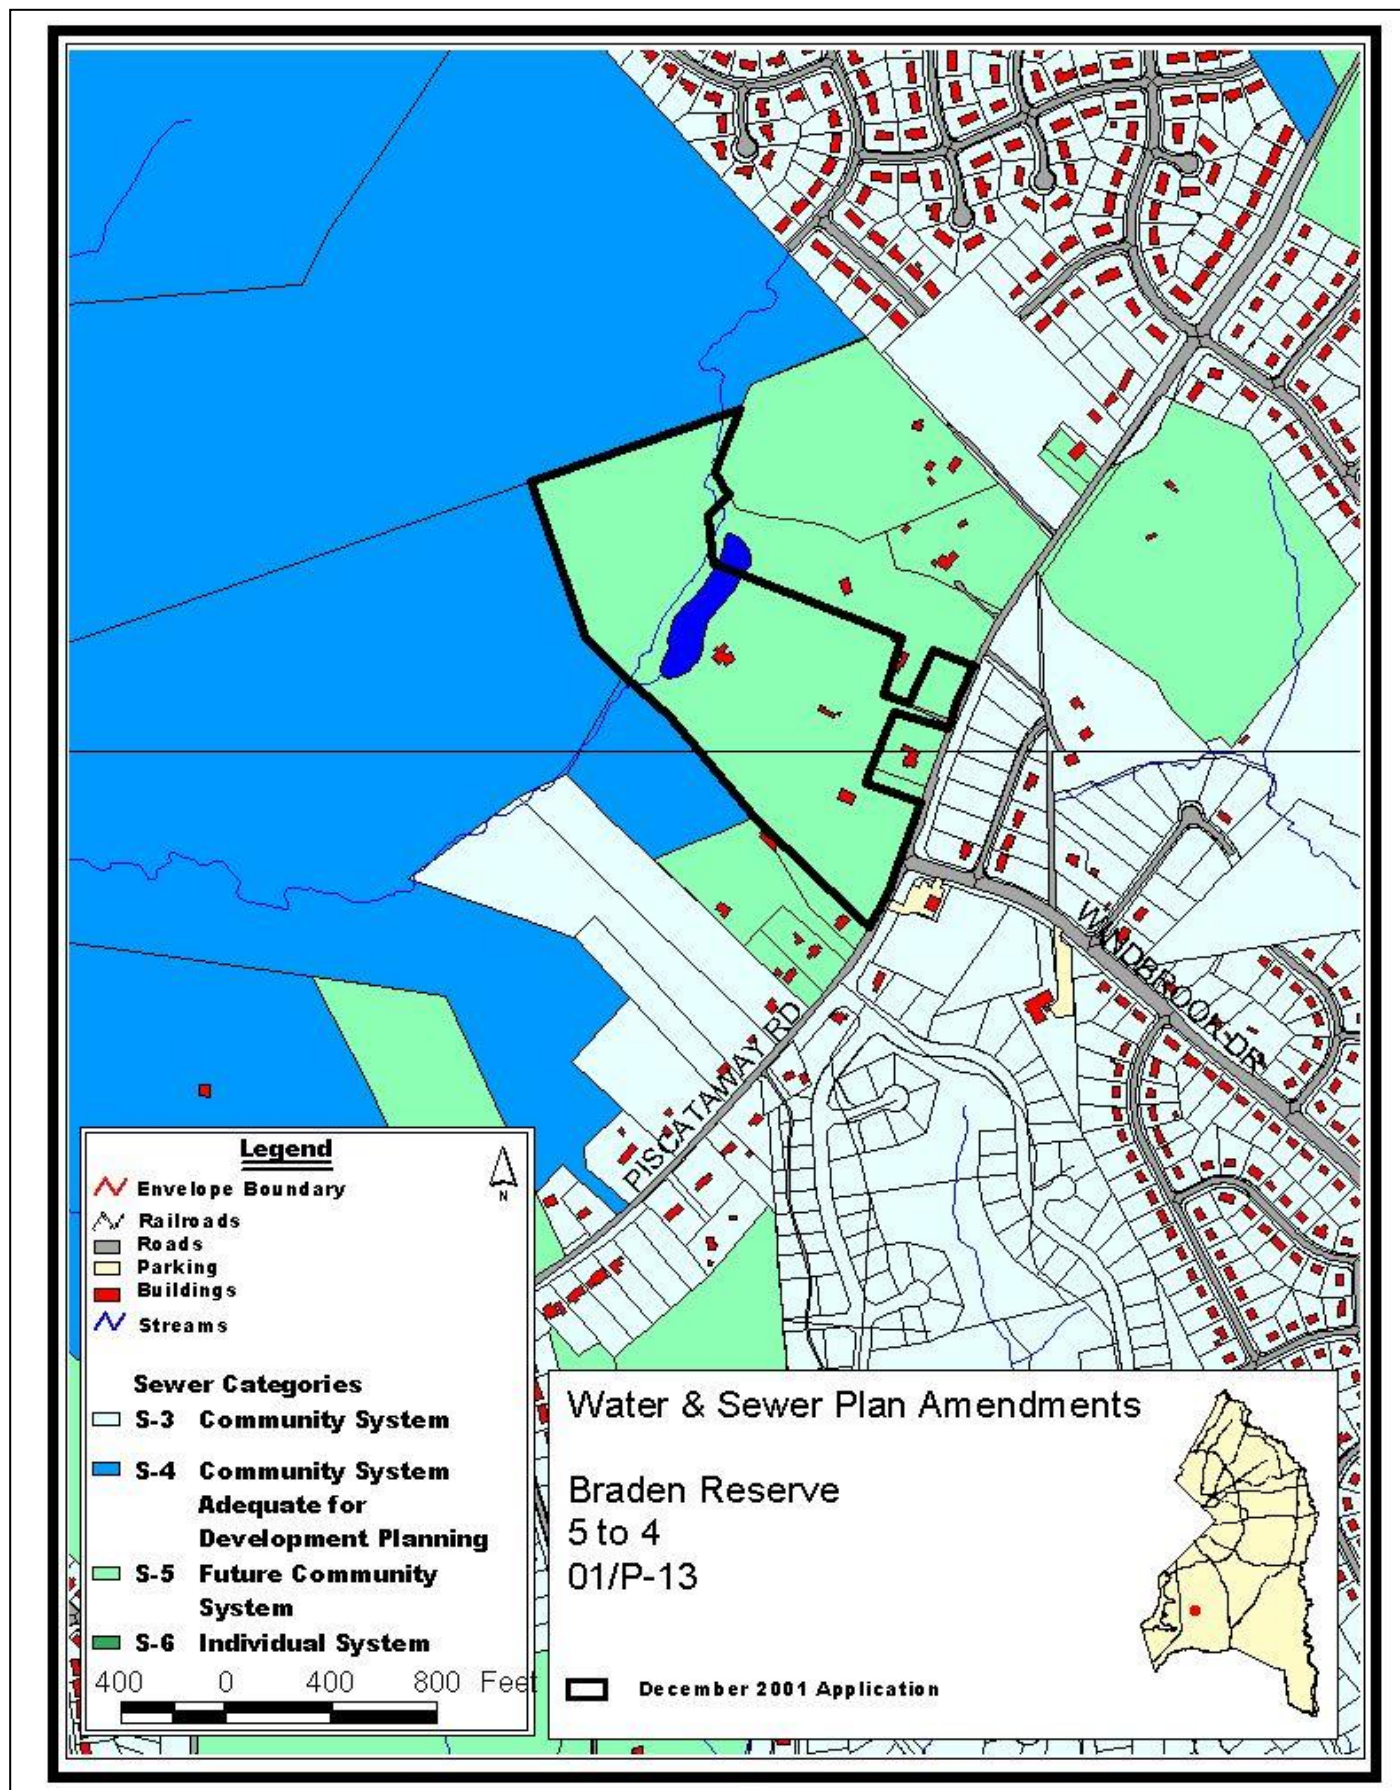 WINDBROOK DR
PISCATAWAY RD
Legend
N
Envelope Boundary
Railroads
Roads
Parking
Buildings
Streams
Sewer Categories
S-3 Community System
S-4 Community System
Adequate for
Development Planning
S-5 Future Community
System
S-6 Individual System
400 0 400 800 Feet
Water & Sewer Plan Amendments
Braden Reserve
5 to 4
01/P-13
December 2001 Application